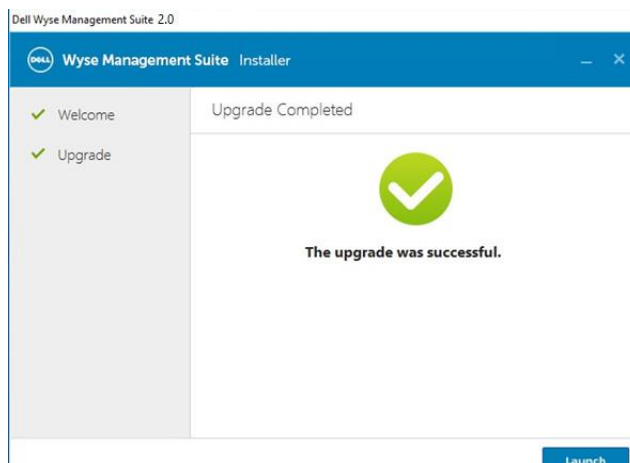 Dell Wyse Management Suite 2.0
DELL Wyse Management Suite Installer
Welcome
Upgrade
Upgrade Completed
The upgrade was successful.
Launch